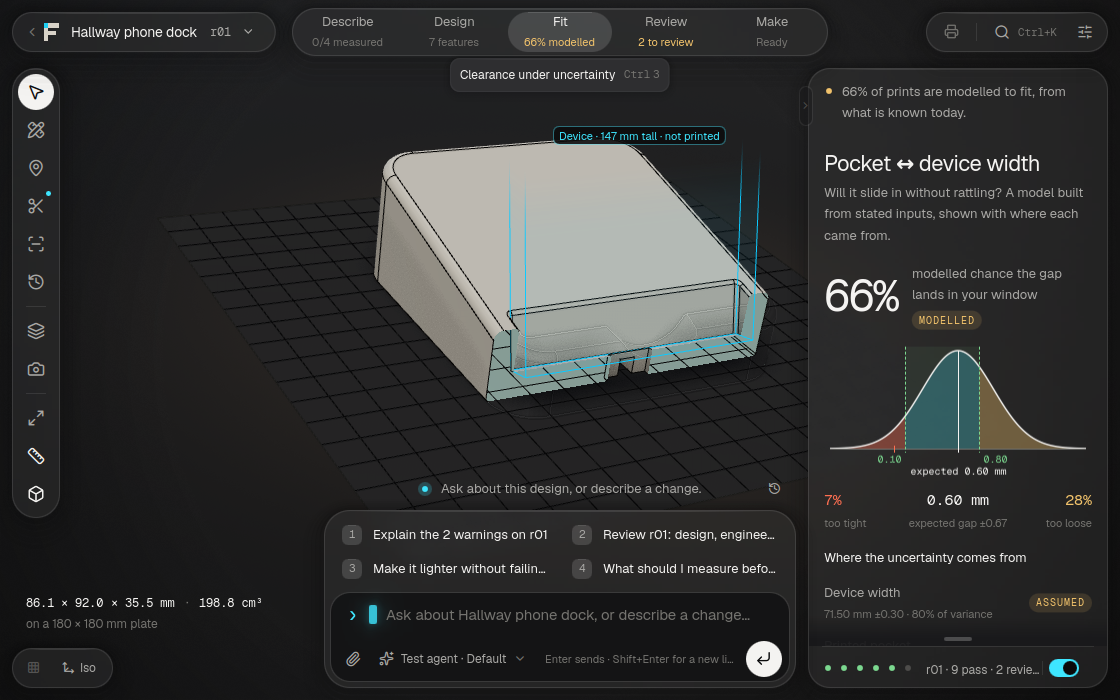 Hallway phone dock r01
Describe
0/4 measured
Design
7 features
Fit
66% modelled
Review
2 to review
Make
Ready
Ctrl+K
Clearance under uncertainty Ctrl 3
Device · 147 mm tall · not printed
66% of prints are modelled to fit, from
what is known today.
Pocket ↔ device width
Will it slide in without rattling? A model built
from stated inputs, shown with where each
came from.
66%
modelled chance the gap
lands in your window
MODELLED
0.10
0.80
expected 0.60 mm
7%
too tight
0.60 mm
expected gap ±0.67
28%
too loose
Where the uncertainty comes from
Device width
71.50 mm ±0.30 · 80% of variance
ASSUMED
r01 · 9 pass · 2 revie…
Ask about this design, or describe a change.
1 Explain the 2 warnings on r01
2 Review r01: design, enginee…
3 Make it lighter without failin…
4 What should I measure befo…
Ask about Hallway phone dock, or describe a change…
Test agent · Default
Enter sends · Shift+Enter for a new li…
86.1 × 92.0 × 35.5 mm · 198.8 cm³
on a 180 × 180 mm plate
Iso